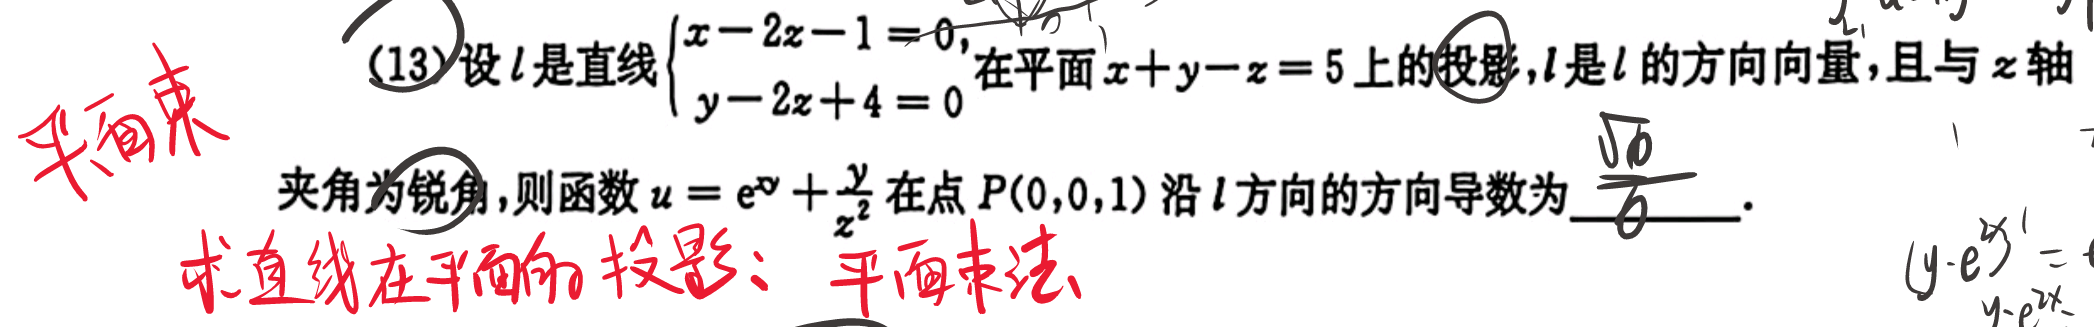 (13) 设 l 是直线 { x − 2z − 1 = 0, y − 2z + 4 = 0 在平面 x + y − z = 5 上的投影, l 是 l 的方向向量, 且与 z 轴
平面束
夹角为锐角, 则函数 u = e^{xy} + y/z² 在点 P(0,0,1) 沿 l 方向的方向导数为 √6/6 .
求直线在平面的投影: 平面束法